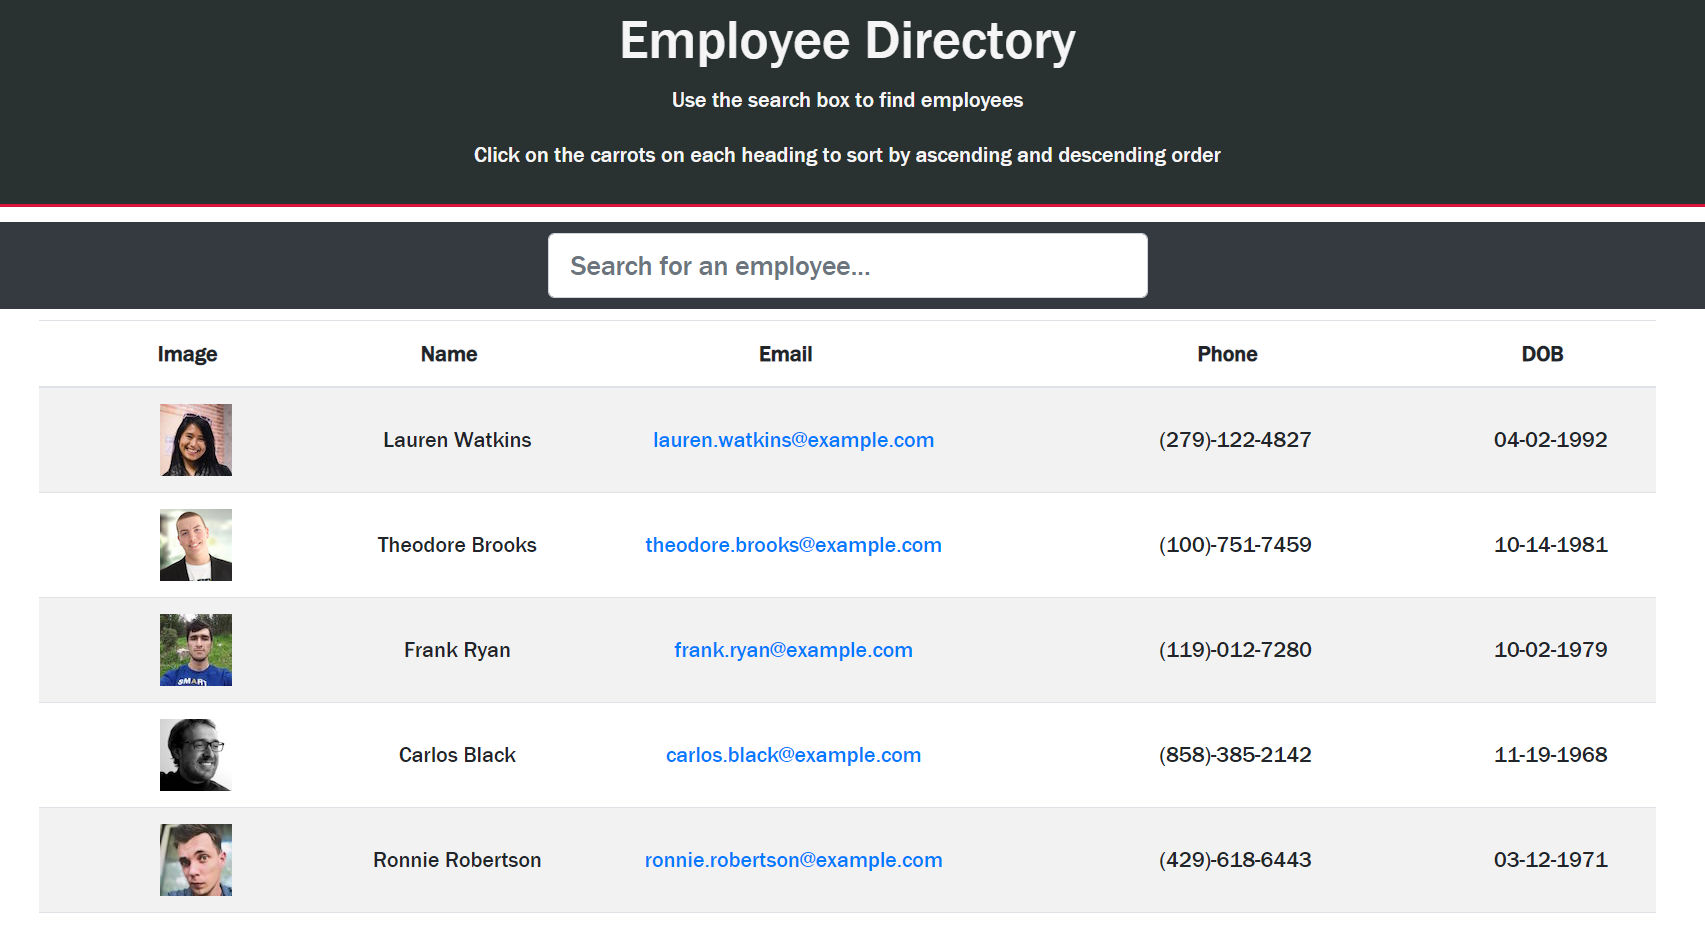 Employee Directory
Use the search box to find employees
Click on the carrots on each heading to sort by ascending and descending order
Search for an employee...
Image Name Email Phone DOB
Lauren Watkins lauren.watkins@example.com (279)-122-4827 04-02-1992
Theodore Brooks theodore.brooks@example.com (100)-751-7459 10-14-1981
Frank Ryan frank.ryan@example.com (119)-012-7280 10-02-1979
SMART
Carlos Black carlos.black@example.com (858)-385-2142 11-19-1968
Ronnie Robertson ronnie.robertson@example.com (429)-618-6443 03-12-1971